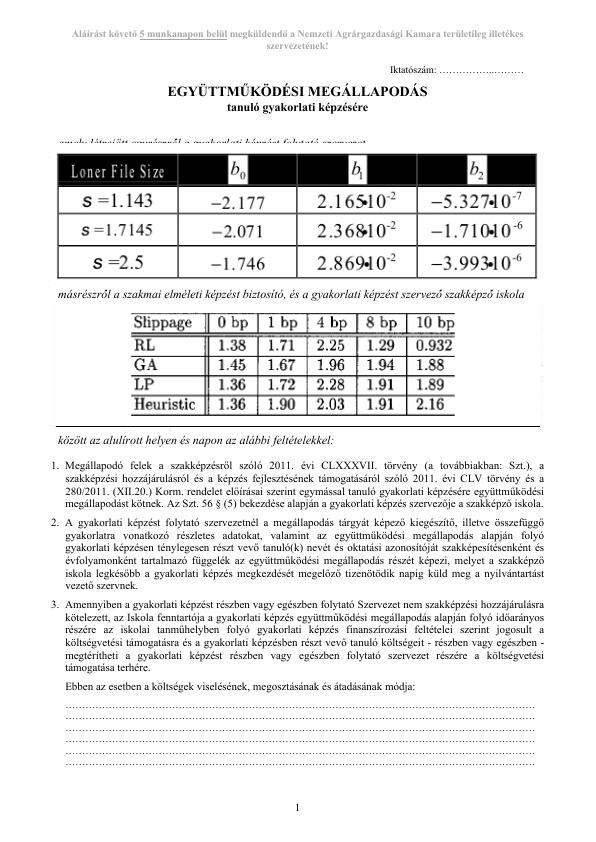 Aláírást követő 5 munkanapon belül megküldendő a Nemzeti Agrárgazdasági Kamara területileg illetékes
szervezetének!
Iktatószám: ……………..………
EGYÜTTMŰKÖDÉSI MEGÁLLAPODÁS
tanuló gyakorlati képzésére
amely létrejött egyrészről a gyakorlati képzést folytató szervezet
Loner File Size b0 b1 b2
s =1.143 −2.177 2.165•10-2 −5.327•10-7
s =1.7145 −2.071 2.368•10-2 −1.710•10-6
s =2.5 −1.746 2.869•10-2 −3.993•10-6
másrészről a szakmai elméleti képzést biztosító, és a gyakorlati képzést szervező szakképző iskola
Slippage 0 bp 1 bp 4 bp 8 bp 10 bp
RL 1.38 1.71 2.25 1.29 0.932
GA 1.45 1.67 1.96 1.94 1.88
LP 1.36 1.72 2.28 1.91 1.89
Heuristic 1.36 1.90 2.03 1.91 2.16
között az alulírott helyen és napon az alábbi feltételekkel:
1. Megállapodó felek a szakképzésről szóló 2011. évi CLXXXVII. törvény (a továbbiakban: Szt.), a
szakképzési hozzájárulásról és a képzés fejlesztésének támogatásáról szóló 2011. évi CLV törvény és a
280/2011. (XII.20.) Korm. rendelet előírásai szerint egymással tanuló gyakorlati képzésére együttműködési
megállapodást kötnek. Az Szt. 56 § (5) bekezdése alapján a gyakorlati képzés szervezője a szakképző iskola.
2. A gyakorlati képzést folytató szervezetnél a megállapodás tárgyát képező kiegészítő, illetve összefüggő
gyakorlatra vonatkozó részletes adatokat, valamint az együttműködési megállapodás alapján folyó
gyakorlati képzésen ténylegesen részt vevő tanuló(k) nevét és oktatási azonosítóját szakképesítésenként és
évfolyamonként tartalmazó függelék az együttműködési megállapodás részét képezi, melyet a szakképző
iskola legkésőbb a gyakorlati képzés megkezdését megelőző tizenötödik napig küld meg a nyilvántartást
vezető szervnek.
3. Amennyiben a gyakorlati képzést részben vagy egészben folytató Szervezet nem szakképzési hozzájárulásra
kötelezett, az Iskola fenntartója a gyakorlati képzés együttműködési megállapodás alapján folyó időarányos
részére az iskolai tanműhelyben folyó gyakorlati képzés finanszírozási feltételei szerint jogosult a
költségvetési támogatásra és a gyakorlati képzésben részt vevő tanuló költségeit - részben vagy egészben -
megtérítheti a gyakorlati képzést részben vagy egészben folytató szervezet részére a költségvetési
támogatása terhére.
Ebben az esetben a költségek viselésének, megosztásának és átadásának módja:
1